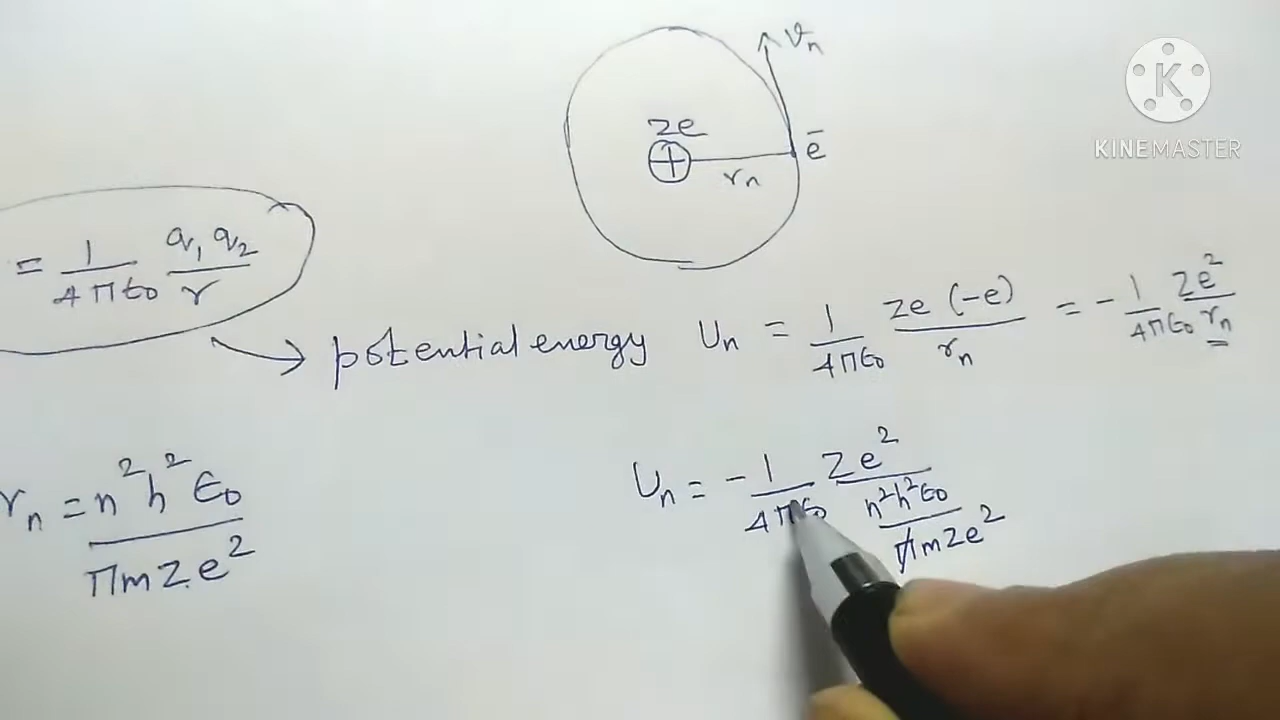 vₙ
ze
e̅
rₙ
K
KINEMASTER
= 1/4πϵ₀ q₁q₂/r
potential energy Uₙ = 1/4πϵ₀ ze(-e)/rₙ = - 1/4πϵ₀ Ze²/rₙ
rₙ = n²h²ϵ₀/πmZe²
Uₙ = - 1/4πϵ₀ Ze²/(n²h²ϵ₀/πmZe²)